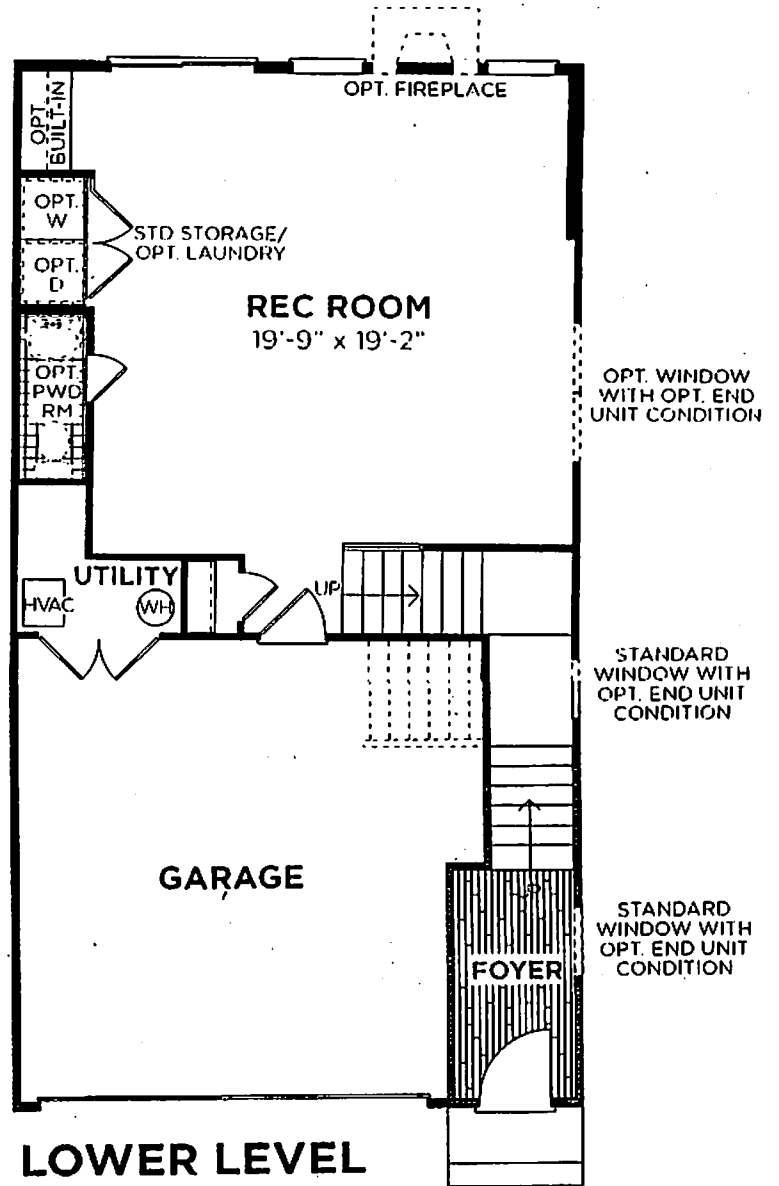 OPT. FIREPLACE
OPT.
BUILT-IN
OPT.
W
STD STORAGE/
OPT. LAUNDRY
OPT.
D
REC ROOM
19'-9" x 19'-2"
OPT.
PWD
RM
OPT. WINDOW
WITH OPT. END
UNIT CONDITION
UTILITY
UP
HVAC
WH
STANDARD
WINDOW WITH
OPT. END UNIT
CONDITION
GARAGE
STANDARD
WINDOW WITH
OPT. END UNIT
CONDITION
FOYER
LOWER LEVEL